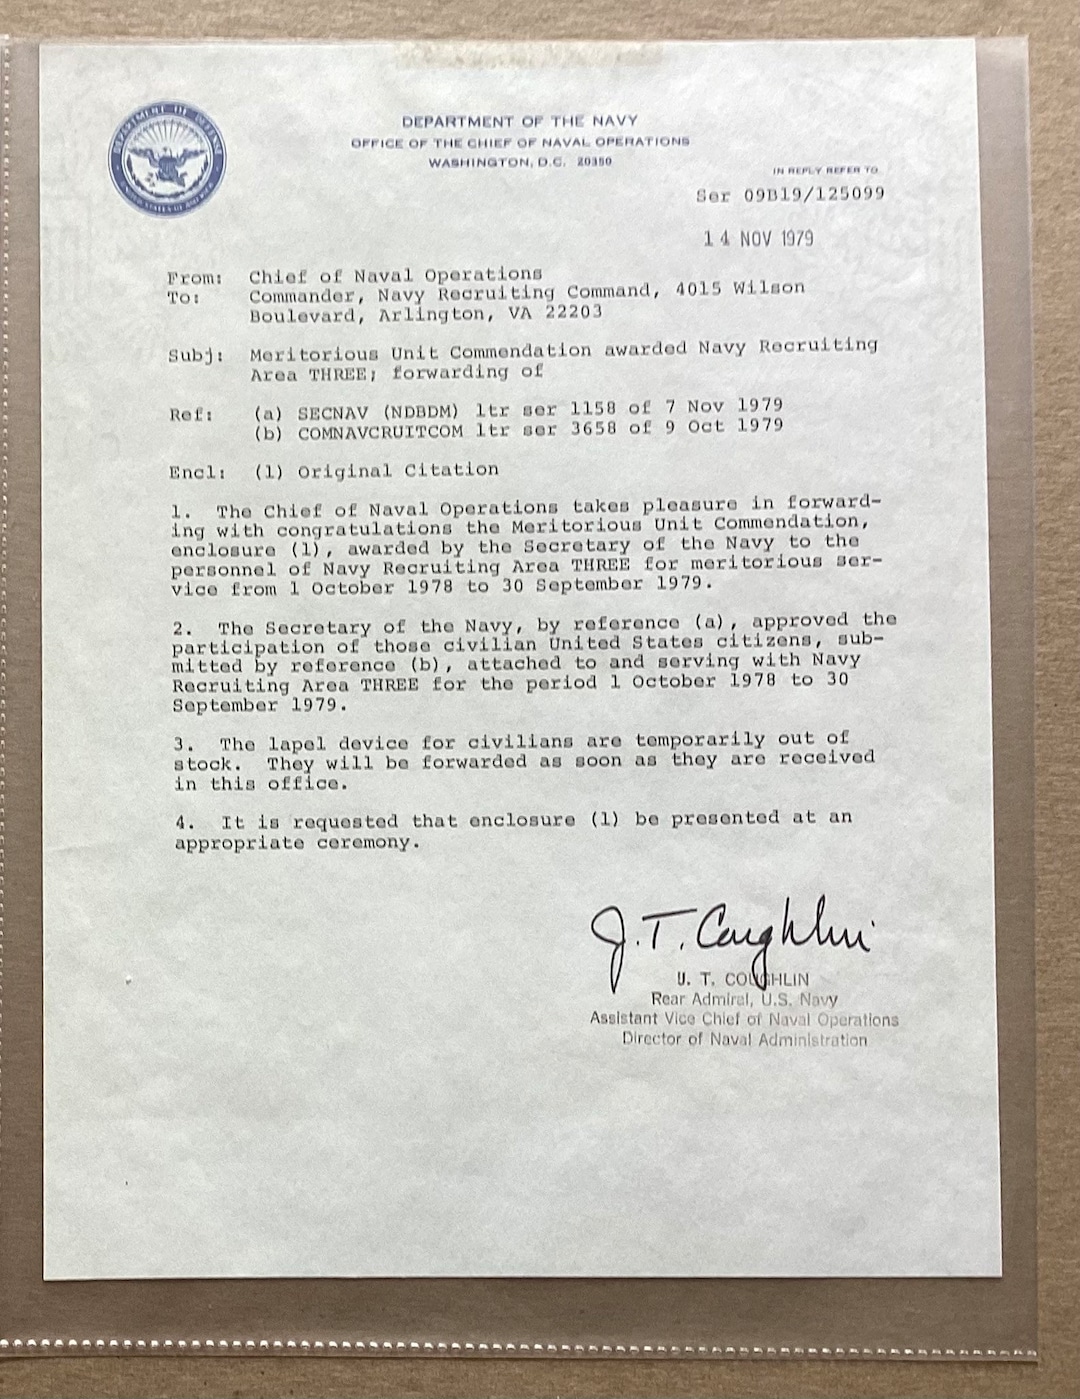 DEPARTMENT OF DEFENSE
UNITED STATES OF AMERICA
DEPARTMENT OF THE NAVY
OFFICE OF THE CHIEF OF NAVAL OPERATIONS
WASHINGTON, D.C. 20350
IN REPLY REFER TO
Ser 09B19/125099
14 NOV 1979
From: Chief of Naval Operations
To: Commander, Navy Recruiting Command, 4015 Wilson
Boulevard, Arlington, VA 22203
Subj: Meritorious Unit Commendation awarded Navy Recruiting
Area THREE; forwarding of
Ref: (a) SECNAV (NDBDM) ltr ser 1158 of 7 Nov 1979
(b) COMNAVCRUITCOM ltr ser 3658 of 9 Oct 1979
Encl: (1) Original Citation
1. The Chief of Naval Operations takes pleasure in forward-
ing with congratulations the Meritorious Unit Commendation,
enclosure (1), awarded by the Secretary of the Navy to the
personnel of Navy Recruiting Area THREE for meritorious ser-
vice from 1 October 1978 to 30 September 1979.
2. The Secretary of the Navy, by reference (a), approved the
participation of those civilian United States citizens, sub-
mitted by reference (b), attached to and serving with Navy
Recruiting Area THREE for the period 1 October 1978 to 30
September 1979.
3. The lapel device for civilians are temporarily out of
stock. They will be forwarded as soon as they are received
in this office.
4. It is requested that enclosure (1) be presented at an
appropriate ceremony.
J.T. Coughlin
J. T. COUGHLIN
Rear Admiral, U.S. Navy
Assistant Vice Chief of Naval Operations
Director of Naval Administration